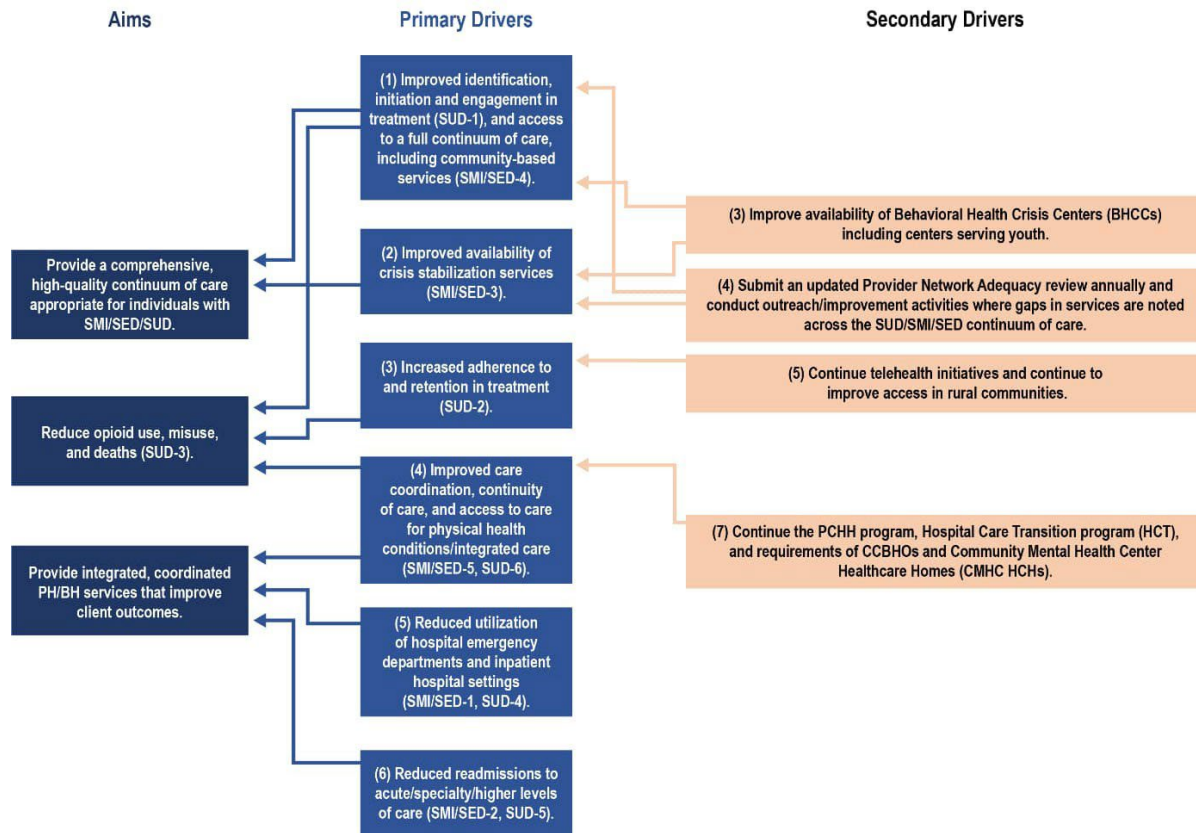 Aims
Primary Drivers
Secondary Drivers
Provide a comprehensive,
high-quality continuum of care
appropriate for individuals with
SMI/SED/SUD.
Reduce opioid use, misuse,
and deaths (SUD-3).
Provide integrated, coordinated
PH/BH services that improve
client outcomes.
(1) Improved identification,
initiation and engagement in
treatment (SUD-1), and access
to a full continuum of care,
including community-based
services (SMI/SED-4).
(2) Improved availability of
crisis stabilization services
(SMI/SED-3).
(3) Increased adherence to
and retention in treatment
(SUD-2).
(4) Improved care
coordination, continuity
of care, and access to care
for physical health
conditions/integrated care
(SMI/SED-5, SUD-6).
(5) Reduced utilization
of hospital emergency
departments and inpatient
hospital settings
(SMI/SED-1, SUD-4).
(6) Reduced readmissions to
acute/specialty/higher levels
of care (SMI/SED-2, SUD-5).
(3) Improve availability of Behavioral Health Crisis Centers (BHCCs)
including centers serving youth.
(4) Submit an updated Provider Network Adequacy review annually and
conduct outreach/improvement activities where gaps in services are noted
across the SUD/SMI/SED continuum of care.
(5) Continue telehealth initiatives and continue to
improve access in rural communities.
(7) Continue the PCHH program, Hospital Care Transition program (HCT),
and requirements of CCBHOs and Community Mental Health Center
Healthcare Homes (CMHC HCHs).